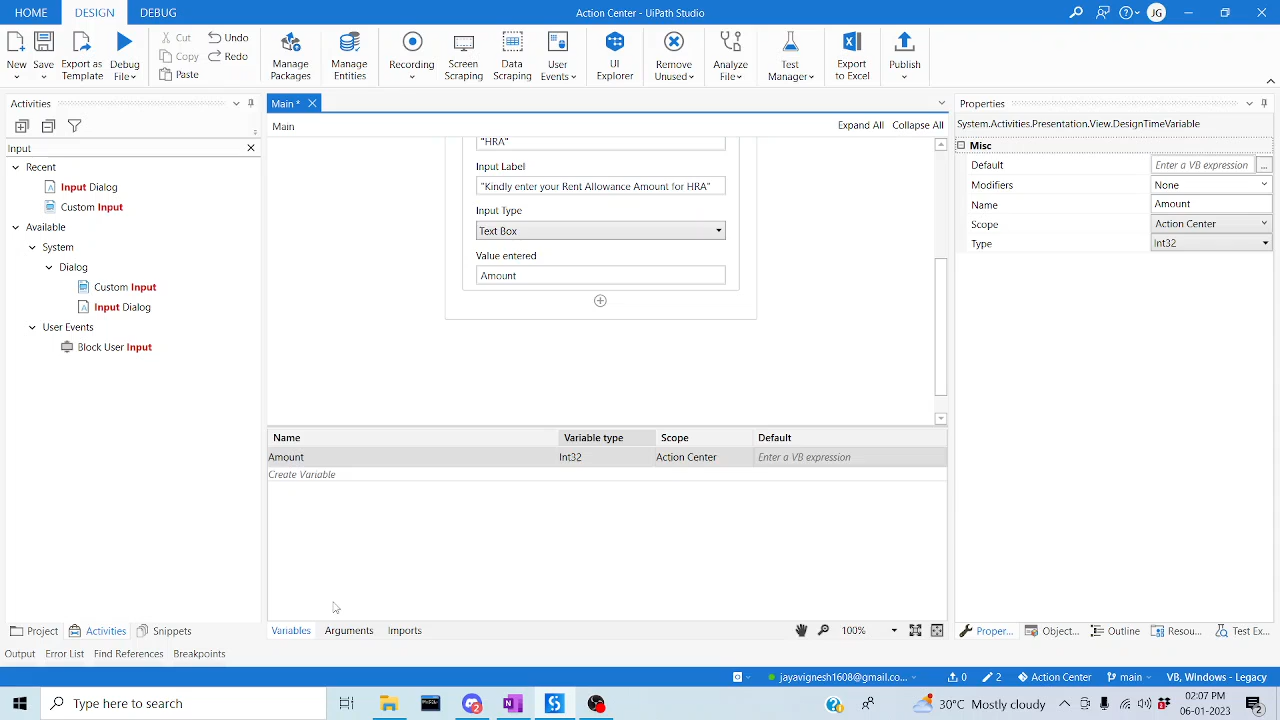 HOME DESIGN DEBUG Action Center - UiPath Studio JG
New Save Export as Template Debug File Cut Copy Paste Undo Redo Manage Packages Manage Entities Recording Screen Scraping Data Scraping User Events UI Explorer Remove Unused Analyze File Test Manager Export to Excel Publish
Activities
Input
Recent
Input Dialog
Custom Input
Available
System
Dialog
Custom Input
Input Dialog
User Events
Block User Input
Main *
Main Expand All Collapse All
"HRA"
Input Label
"Kindly enter your Rent Allowance Amount for HRA"
Input Type
Text Box
Value entered
Amount
Name Variable type Scope Default
Amount Int32 Action Center Enter a VB expression
Create Variable
Properties
System.Activities.Presentation.View.DesignTimeVariable
Misc
Default Enter a VB expression ...
Modifiers None
Name Amount
Scope Action Center
Type Int32
Project Activities Snippets Variables Arguments Imports 100% Proper... Object... Outline Resou... Test Ex...
Output Error List Find References Breakpoints
jayavignesh1608@gmail.co... 0 2 Action Center main VB, Windows - Legacy
Type here to search 30°C Mostly cloudy 02:07 PM
06-01-2023 2